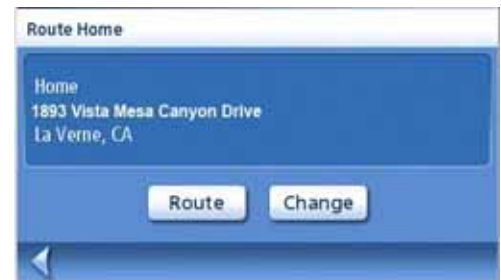 Route Home
Home
1893 Vista Mesa Canyon Drive
La Verne, CA
Route Change